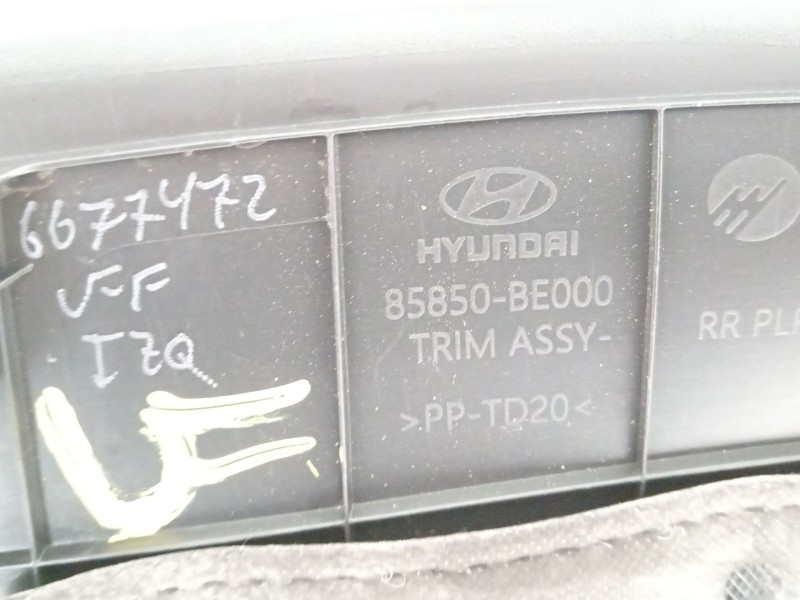 6677472
V-F
IZQ
VF
HYUNDAI
85850-BE000
TRIM ASSY-
>PP-TD20<
RR PL